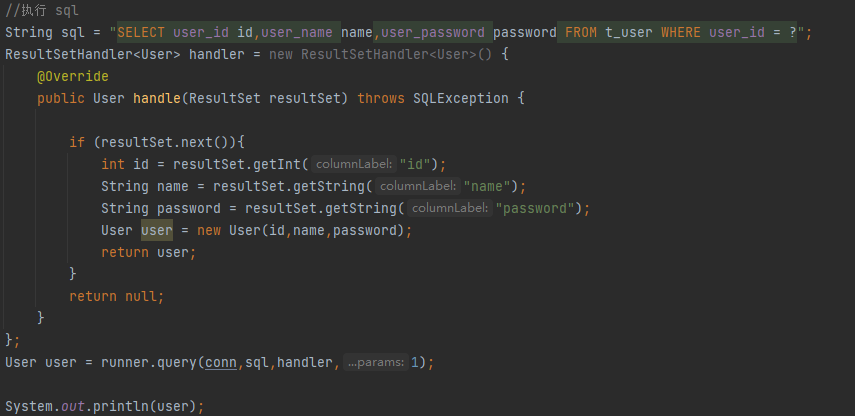 //执行 sql
String sql = "SELECT user_id id,user_name name,user_password password FROM t_user WHERE user_id = ?";
ResultSetHandler<User> handler = new ResultSetHandler<User>() {
@Override
public User handle(ResultSet resultSet) throws SQLException {
if (resultSet.next()){
int id = resultSet.getInt( columnLabel: "id");
String name = resultSet.getString( columnLabel: "name");
String password = resultSet.getString( columnLabel: "password");
User user = new User(id,name,password);
return user;
}
return null;
}
};
User user = runner.query(conn,sql,handler, ...params: 1);
System.out.println(user);